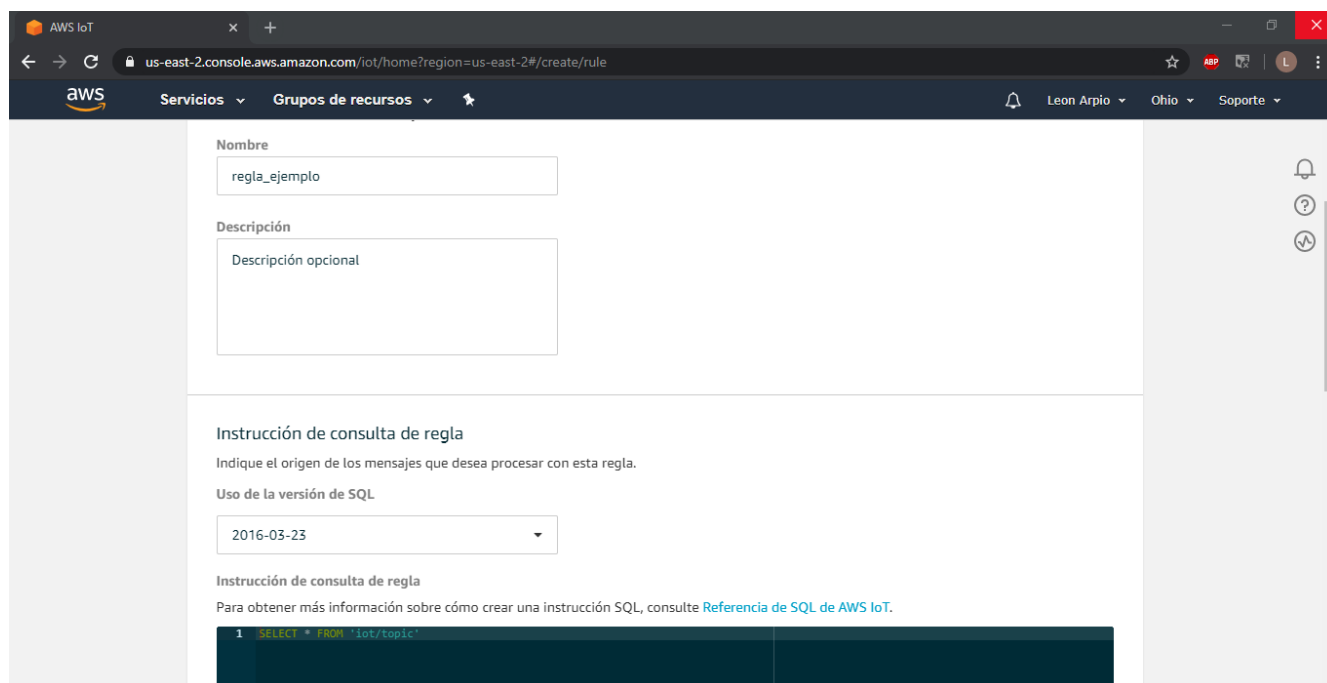 AWS IoT
us-east-2.console.aws.amazon.com/iot/home?region=us-east-2#/create/rule
ABP
L
aws Servicios Grupos de recursos Leon Arpio Ohio Soporte
Nombre
regla_ejemplo
Descripción
Descripción opcional
Instrucción de consulta de regla
Indique el origen de los mensajes que desea procesar con esta regla.
Uso de la versión de SQL
2016-03-23
Instrucción de consulta de regla
Para obtener más información sobre cómo crear una instrucción SQL, consulte Referencia de SQL de AWS IoT.
1 SELECT * FROM 'iot/topic'